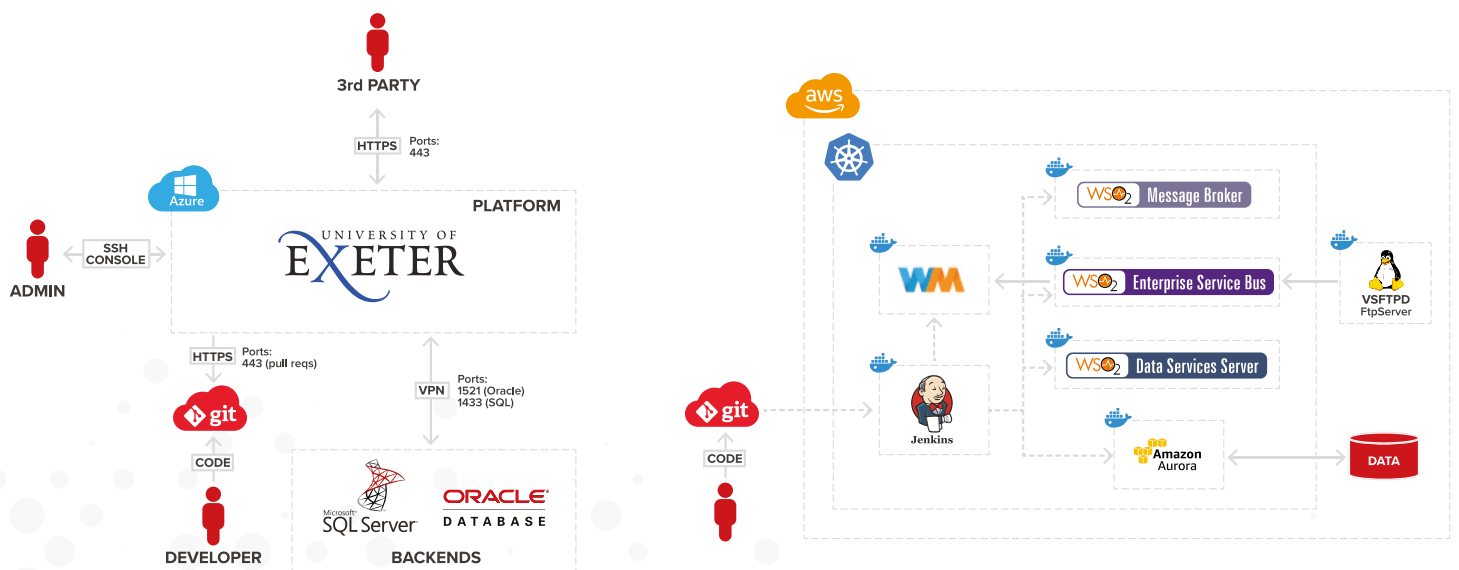 3rd PARTY
HTTPS
Ports:
443
Azure
PLATFORM
UNIVERSITY OF
EXETER
SSH
CONSOLE
ADMIN
HTTPS
Ports:
443 (pull reqs)
VPN
Ports:
1521 (Oracle)
1433 (SQL)
git
CODE
DEVELOPER
Microsoft®
SQL Server®
ORACLE®
DATABASE
BACKENDS
aws
WSO2 Message Broker
WM
WSO2 Enterprise Service Bus
VSFTPD
FtpServer
WSO2 Data Services Server
git
Jenkins
CODE
Amazon
Aurora
DATA